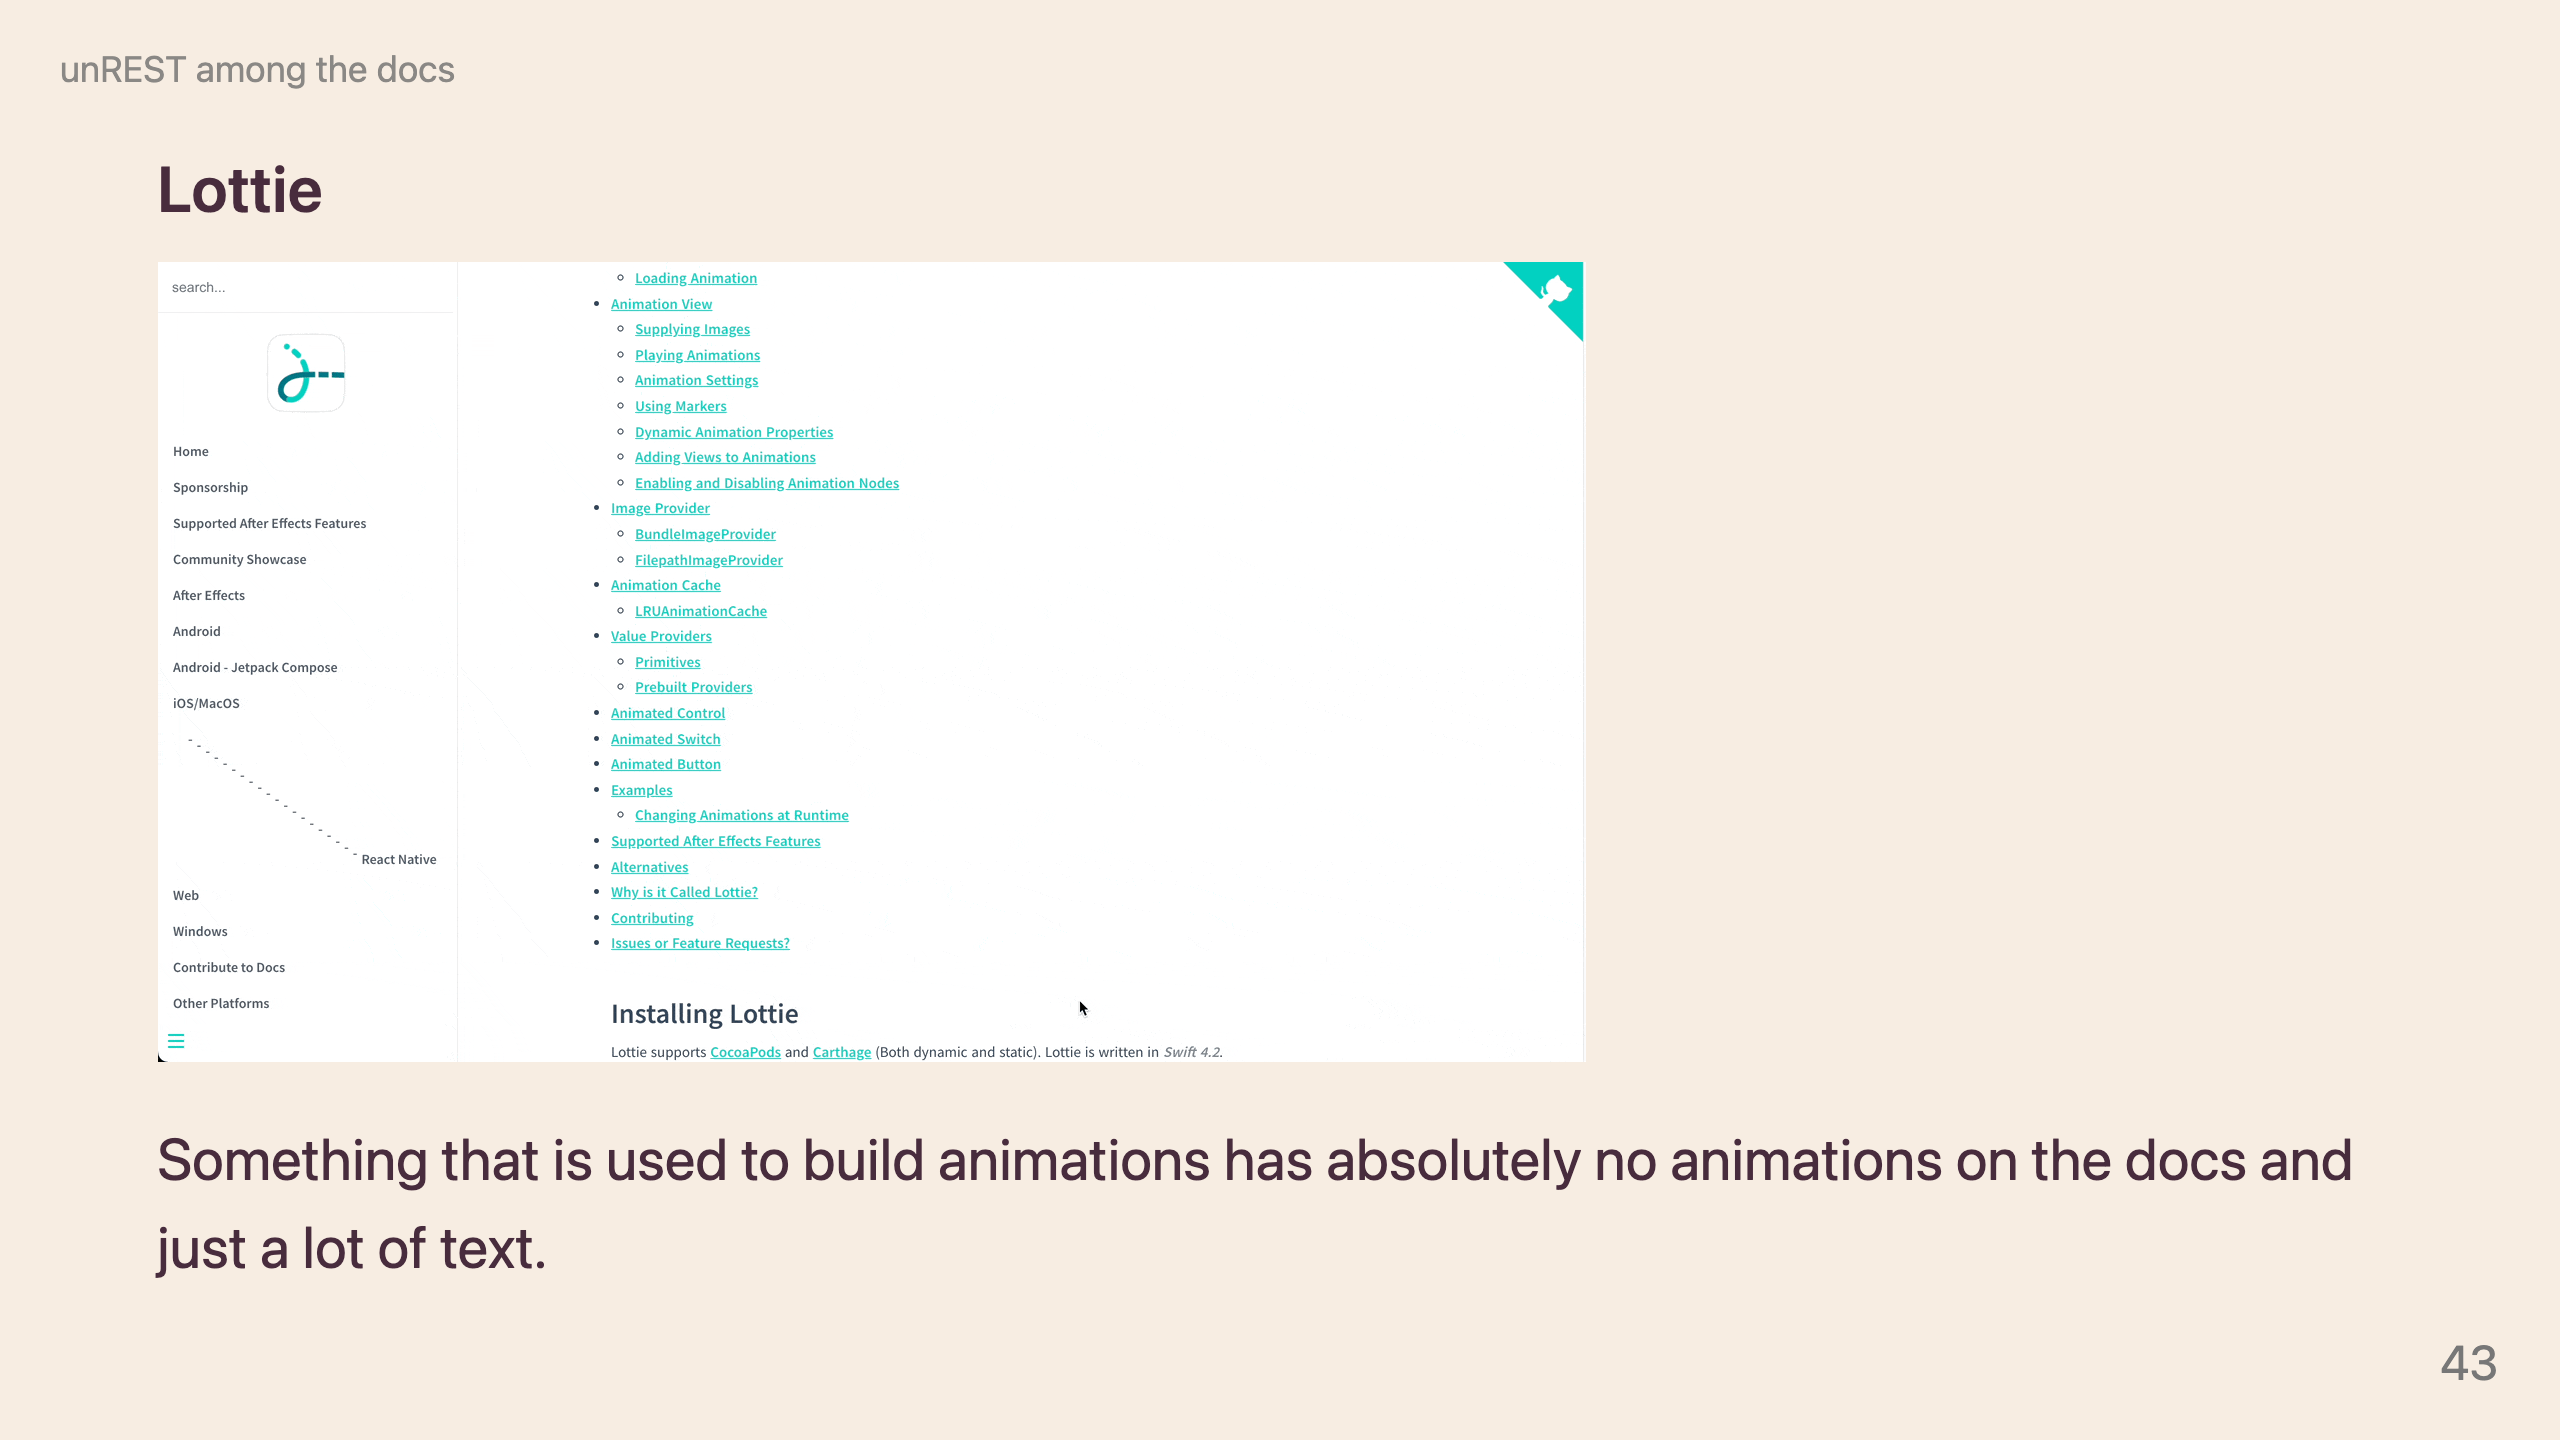 unREST among the docs
Lottie
search...
Home
Sponsorship
Supported After Effects Features
Community Showcase
After Effects
Android
Android - Jetpack Compose
iOS/MacOS
React Native
Web
Windows
Contribute to Docs
Other Platforms
Loading Animation
Animation View
Supplying Images
Playing Animations
Animation Settings
Using Markers
Dynamic Animation Properties
Adding Views to Animations
Enabling and Disabling Animation Nodes
Image Provider
BundleImageProvider
FilepathImageProvider
Animation Cache
LRUAnimationCache
Value Providers
Primitives
Prebuilt Providers
Animated Control
Animated Switch
Animated Button
Examples
Changing Animations at Runtime
Supported After Effects Features
Alternatives
Why is it Called Lottie?
Contributing
Issues or Feature Requests?
Installing Lottie
Lottie supports CocoaPods and Carthage (Both dynamic and static). Lottie is written in Swift 4.2.
Something that is used to build animations has absolutely no animations on the docs and
just a lot of text.
43